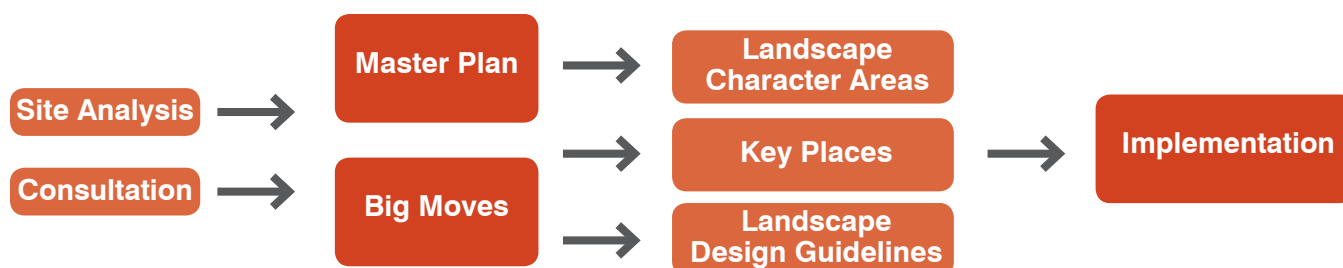 Site Analysis
Consultation
Master Plan
Big Moves
Landscape
Character Areas
Key Places
Landscape
Design Guidelines
Implementation